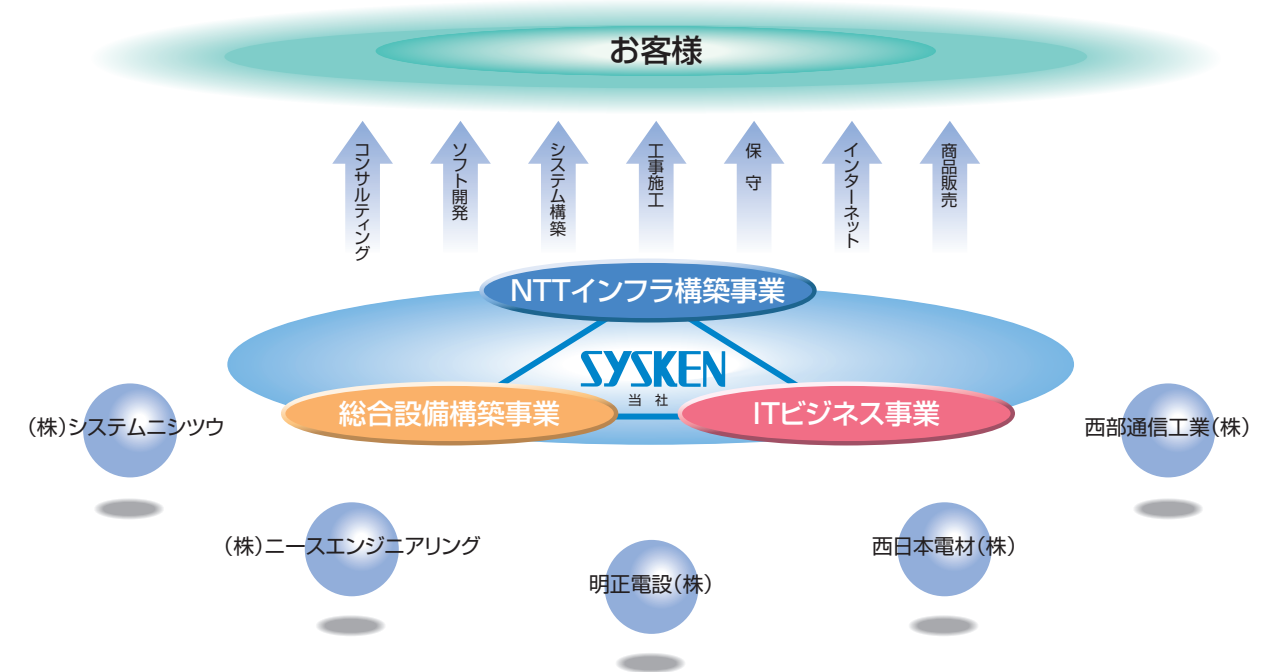 お客様
コンサルティング
ソフト開発
システム構築
工事施工
保守
インターネット
商品販売
NTTインフラ構築事業
SYSKEN
当社
総合設備構築事業
ITビジネス事業
(株)システムニシツウ
西部通信工業(株)
(株)ニースエンジニアリング
西日本電材(株)
明正電設(株)